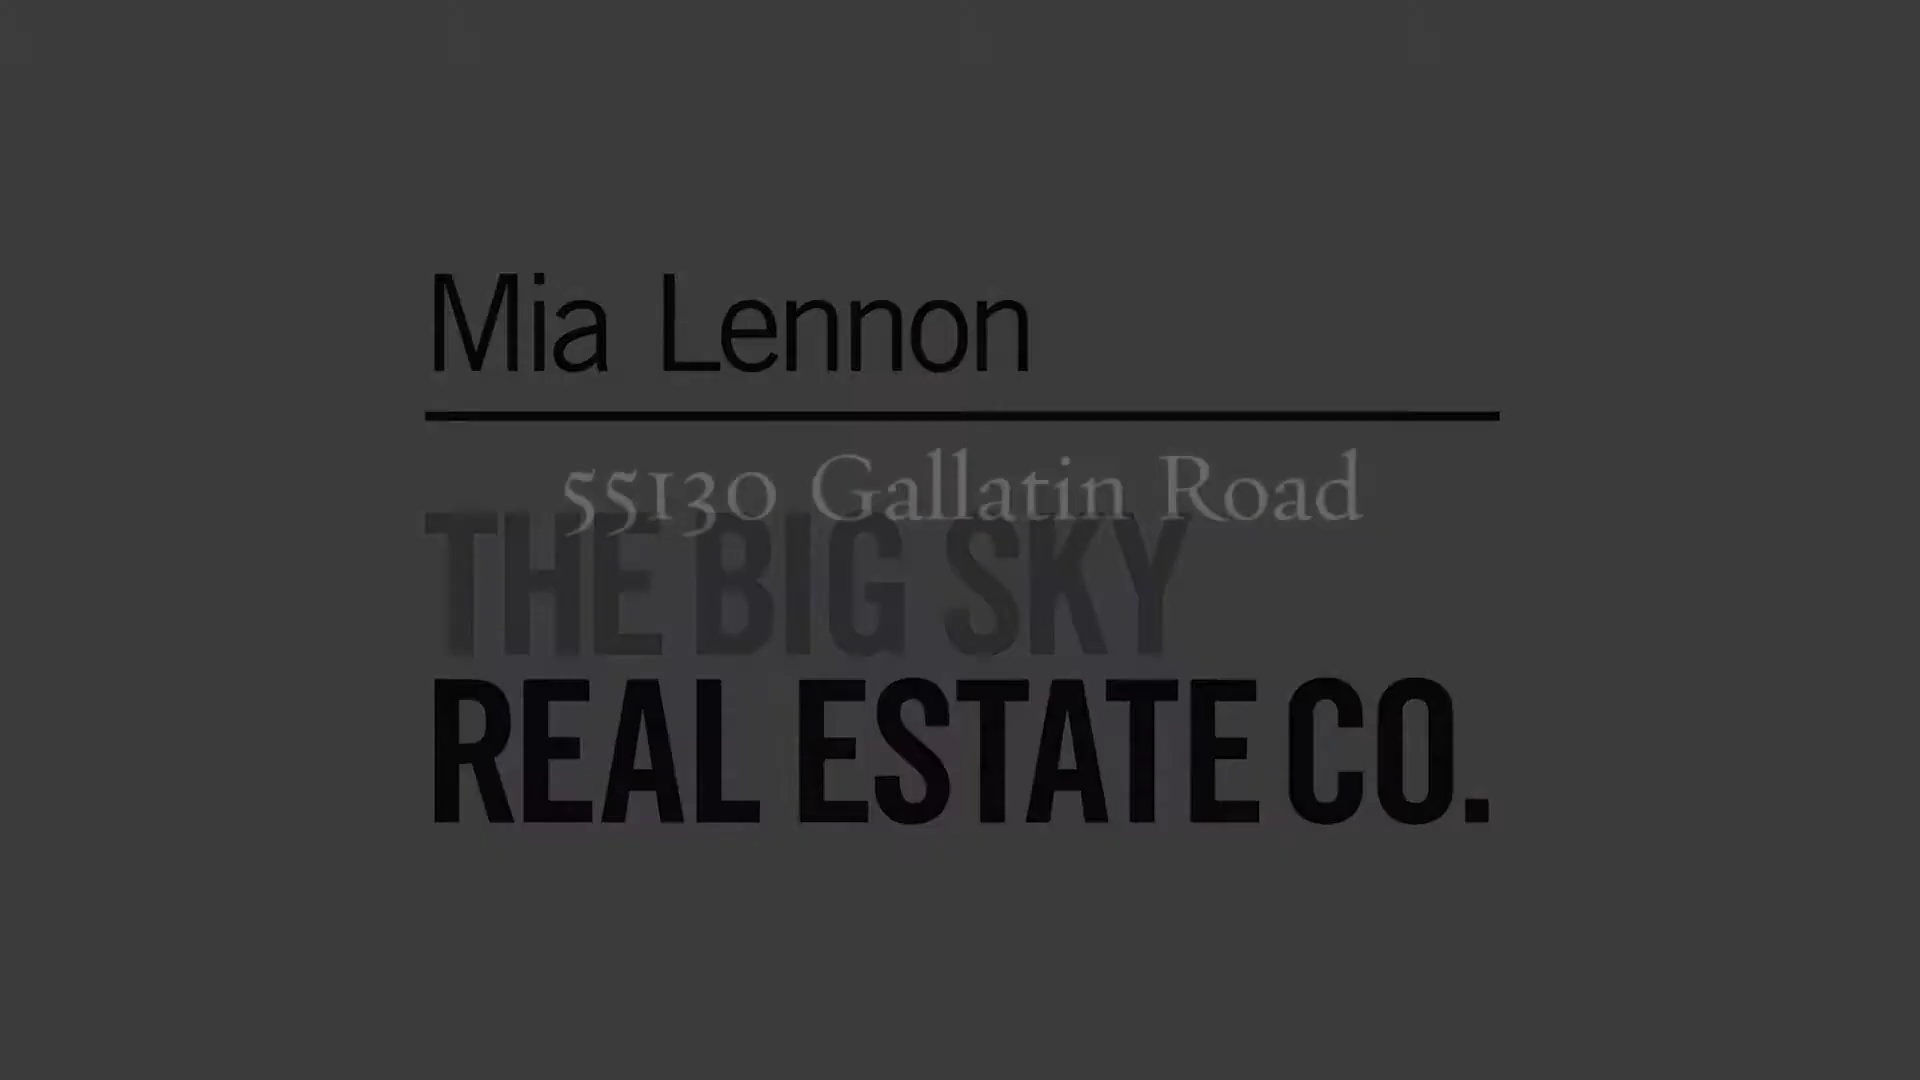 Mia Lennon
55130 Gallatin Road
THE BIG SKY
REAL ESTATE CO.